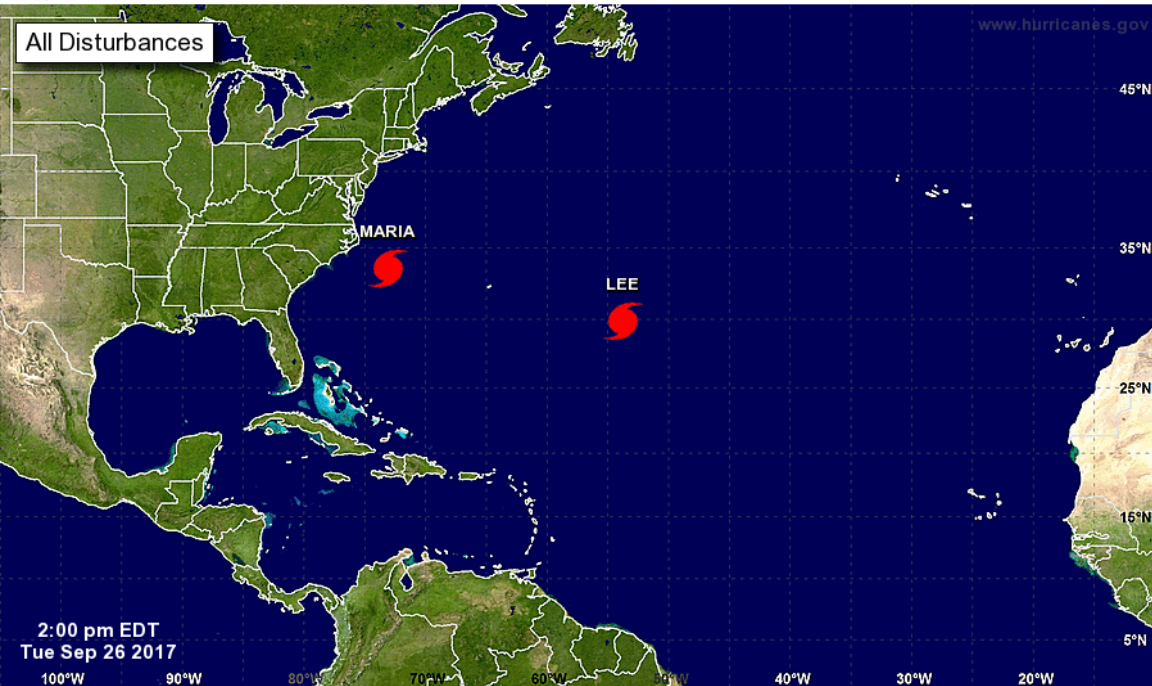 www.hurricanes.gov
All Disturbances
45°N
MARIA
35°N
LEE
25°N
15°N
2:00 pm EDT
5°N
Tue Sep 26 2017
100°W 90°W 80°W 70°W 60°W 50°W 40°W 30°W 20°W